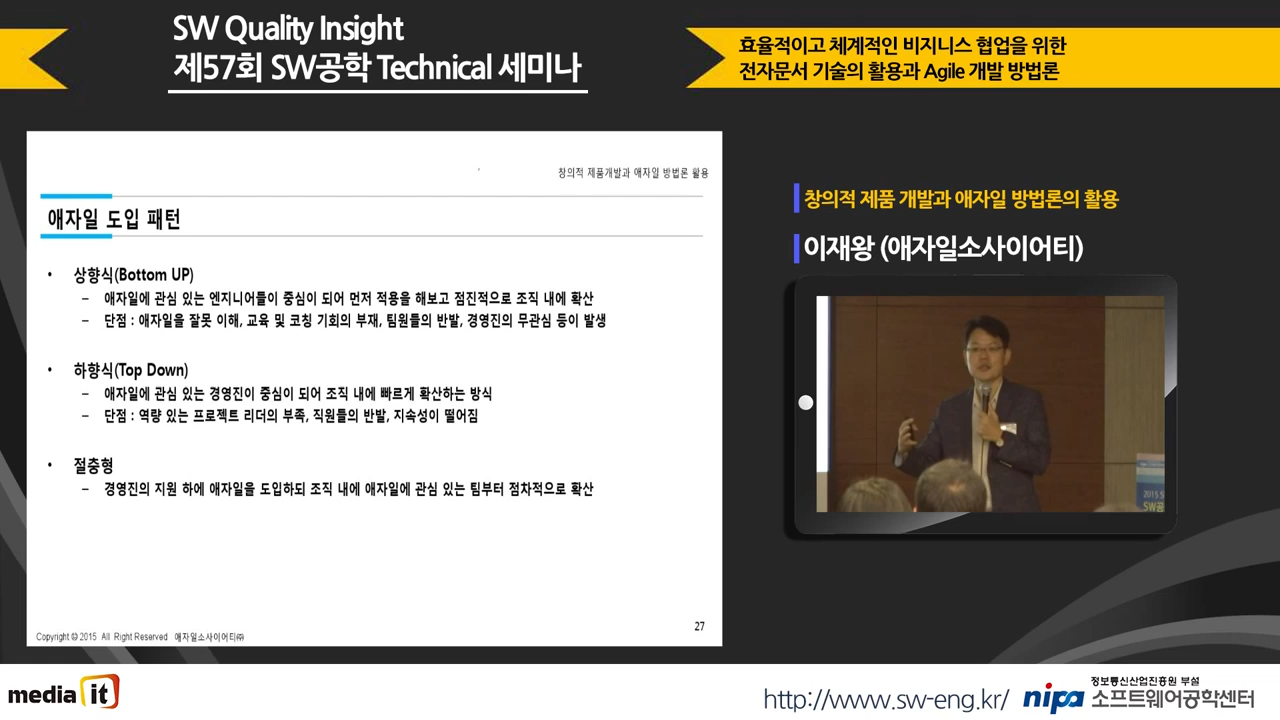 SW Quality Insight
제57회 SW공학 Technical 세미나
효율적이고 체계적인 비지니스 협업을 위한
전자문서 기술의 활용과 Agile 개발 방법론
창의적 제품개발과 애자일 방법론 활용
애자일 도입 패턴
• 상향식(Bottom UP)
– 애자일에 관심 있는 엔지니어들이 중심이 되어 먼저 적용을 해보고 점진적으로 조직 내에 확산
– 단점 : 애자일을 잘못 이해, 교육 및 코칭 기회의 부재, 팀원들의 반발, 경영진의 무관심 등이 발생
• 하향식(Top Down)
– 애자일에 관심 있는 경영진이 중심이 되어 조직 내에 빠르게 확산하는 방식
– 단점 : 역량 있는 프로젝트 리더의 부족, 직원들의 반발, 지속성이 떨어짐
• 절충형
– 경영진의 지원 하에 애자일을 도입하되 조직 내에 애자일에 관심 있는 팀부터 점차적으로 확산
27
Copyright © 2015 All Right Reserved 애자일소사이어티㈜
창의적 제품 개발과 애자일 방법론의 활용
이재왕 (애자일소사이어티)
2015 S
SW공
media it
http://www.sw-eng.kr/
nipa
정보통신산업진흥원 부설
소프트웨어공학센터